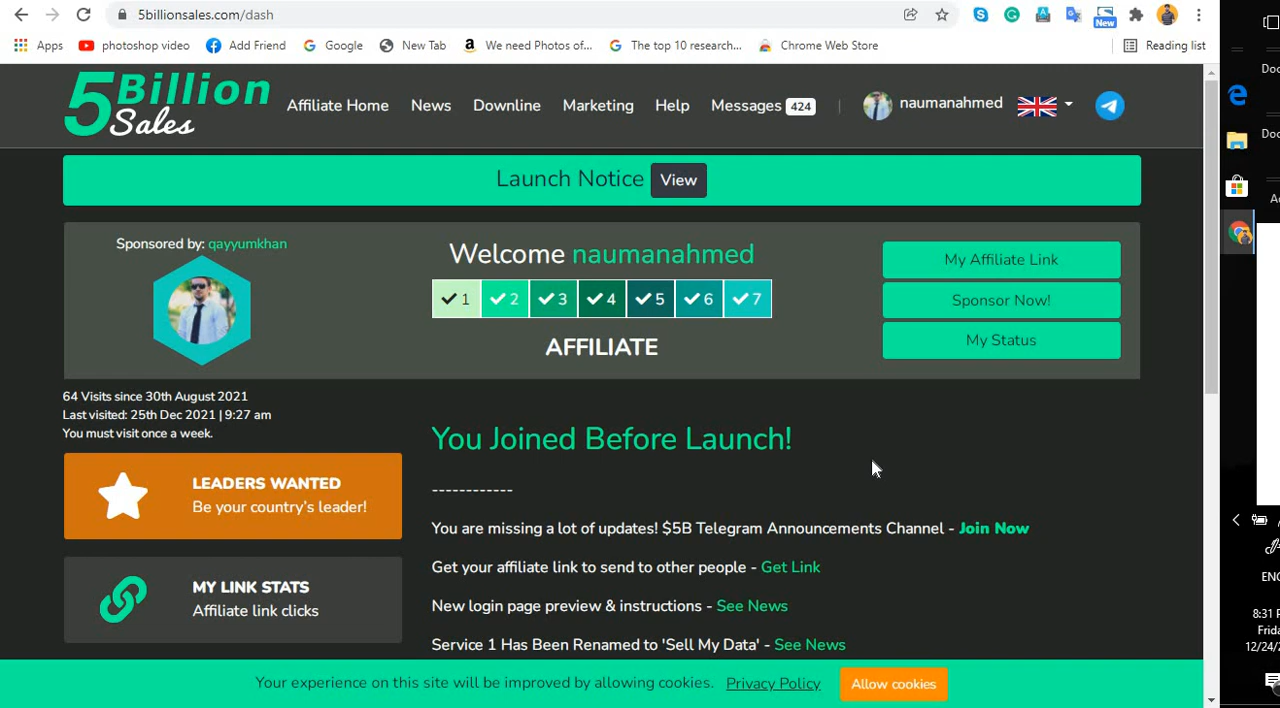 5billionsales.com/dash
New
Apps
photoshop video
Add Friend
Google
New Tab
We need Photos of...
The top 10 research...
Chrome Web Store
Reading list
5Billion
Sales
Affiliate Home
News
Downline
Marketing
Help
Messages 424
naumanahmed
Launch Notice View
Sponsored by: qayyumkhan
Welcome naumanahmed
1 2 3 4 5 6 7
AFFILIATE
My Affiliate Link
Sponsor Now!
My Status
64 Visits since 30th August 2021
Last visited: 25th Dec 2021 | 9:27 am
You must visit once a week.
LEADERS WANTED
Be your country's leader!
MY LINK STATS
Affiliate link clicks
You Joined Before Launch!
------------
You are missing a lot of updates! $5B Telegram Announcements Channel - Join Now
Get your affiliate link to send to other people - Get Link
New login page preview & instructions - See News
Service 1 Has Been Renamed to 'Sell My Data' - See News
Your experience on this site will be improved by allowing cookies. Privacy Policy Allow cookies
8:31